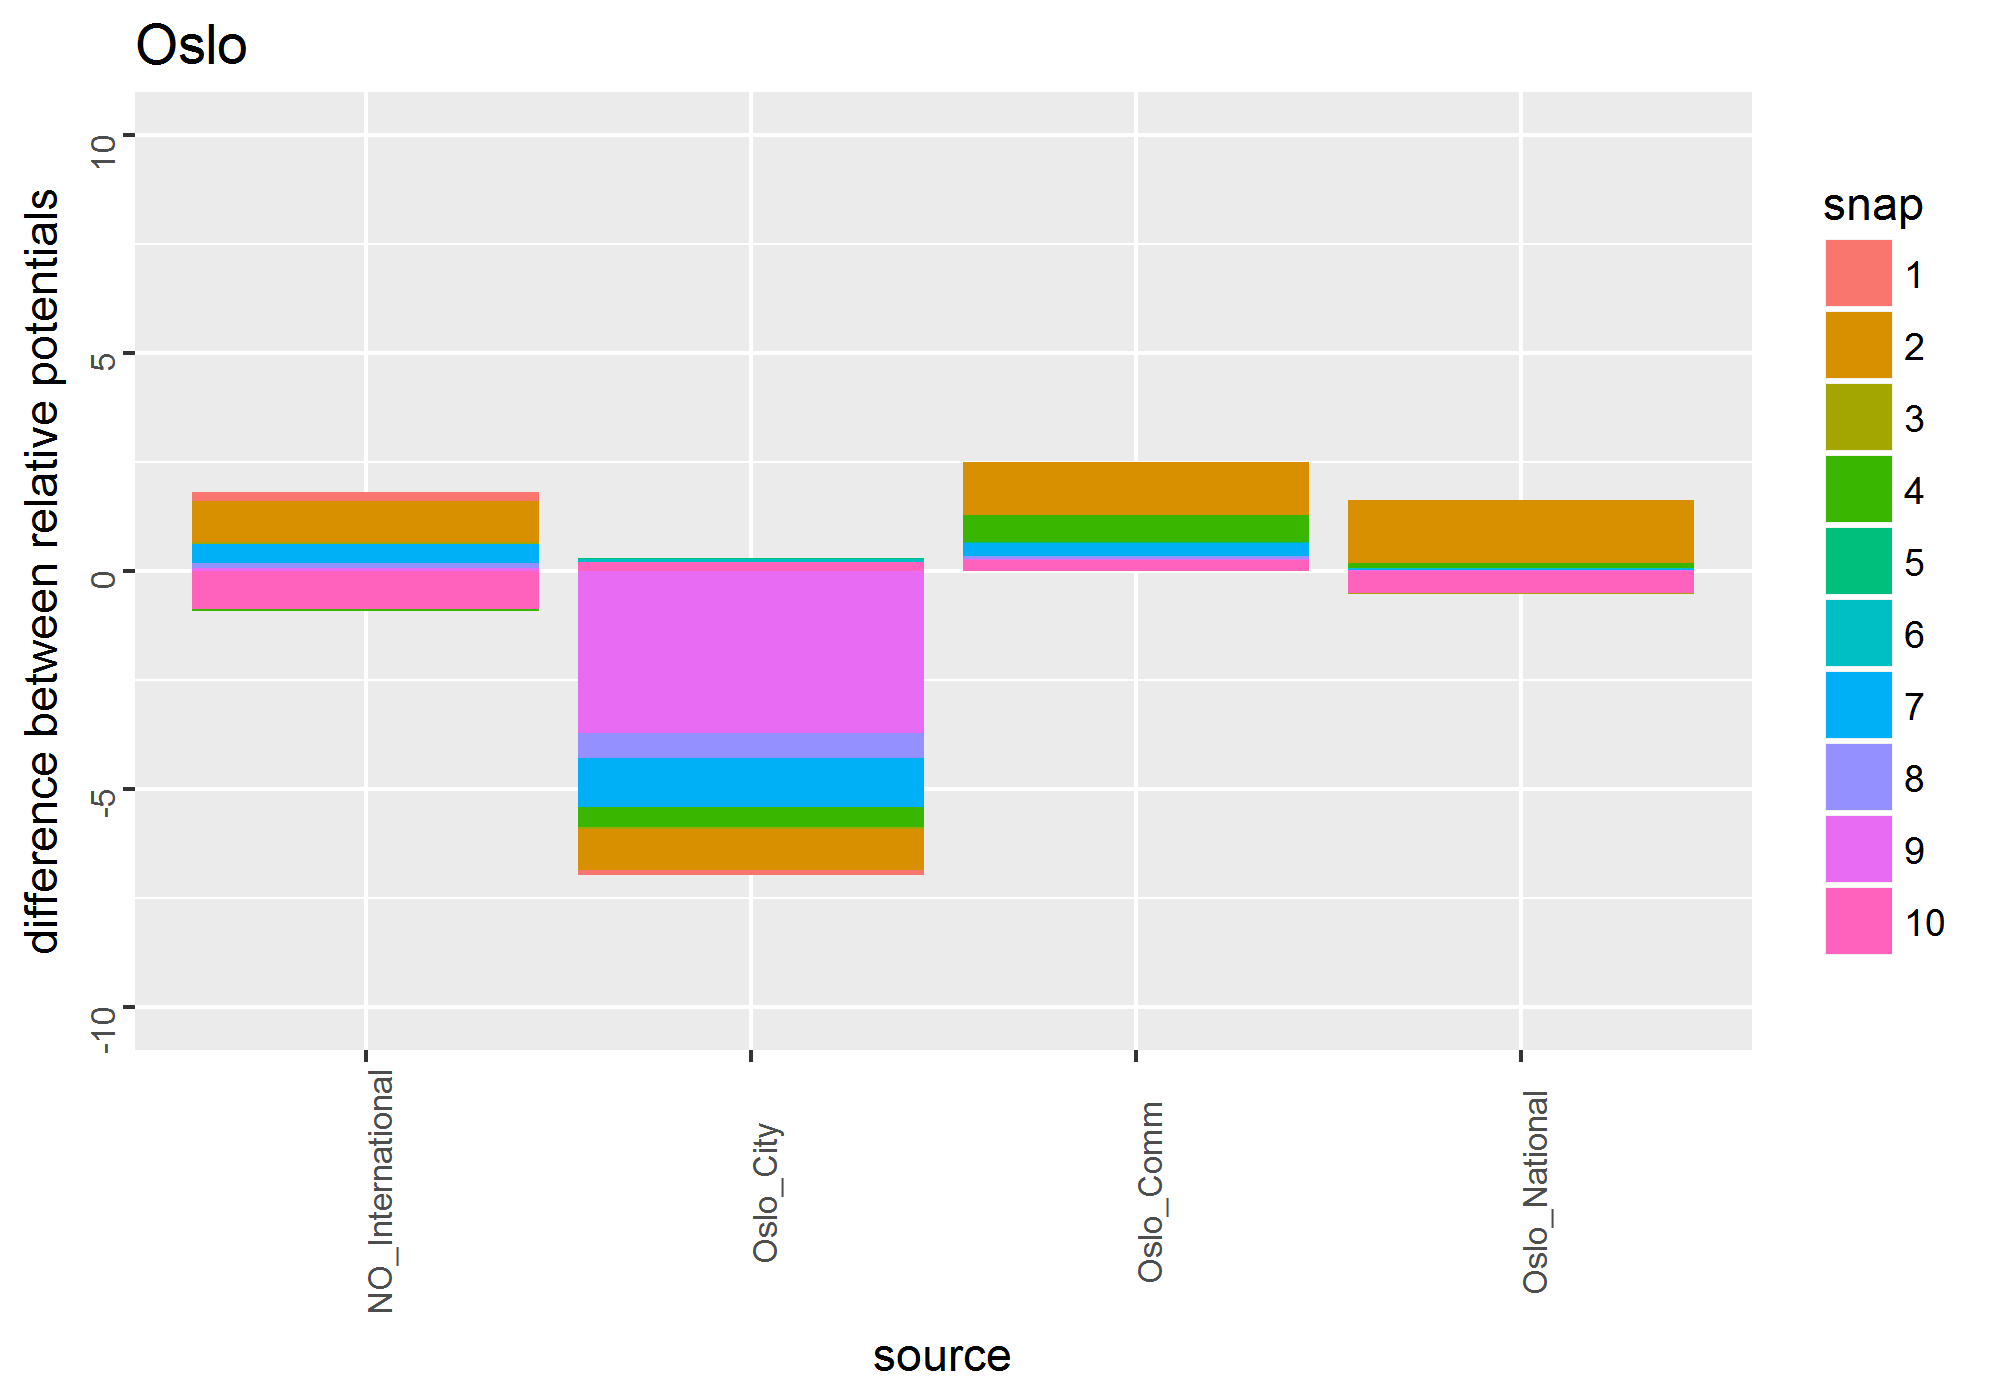 Oslo
difference between relative potentials
10
5
0
-5
-10
NO_International
Oslo_City
Oslo_Comm
Oslo_National
source
snap
1
2
3
4
5
6
7
8
9
10